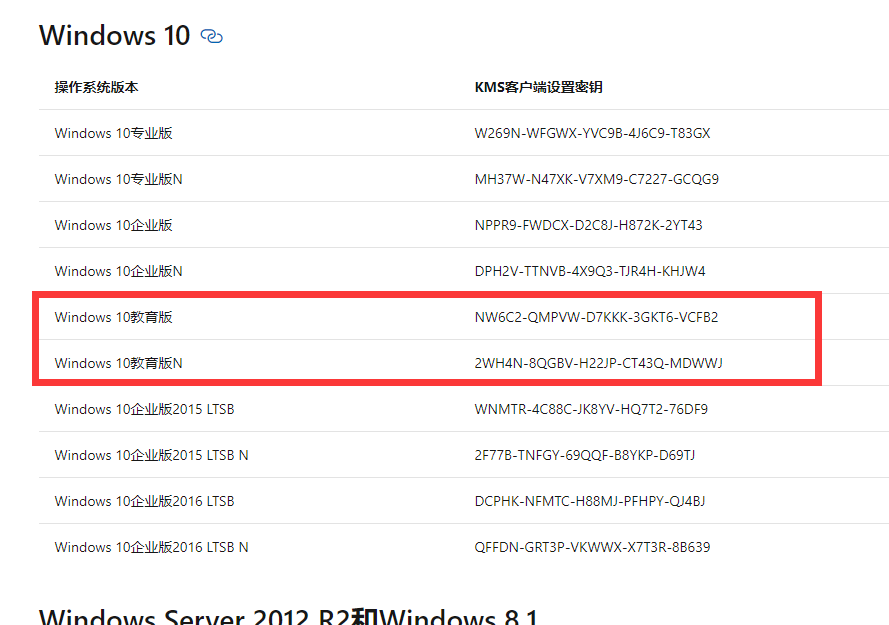 Windows 10
操作系统版本 KMS客户端设置密钥
Windows 10专业版 W269N-WFGWX-YVC9B-4J6C9-T83GX
Windows 10专业版N MH37W-N47XK-V7XM9-C7227-GCQG9
Windows 10企业版 NPPR9-FWDCX-D2C8J-H872K-2YT43
Windows 10企业版N DPH2V-TTNVB-4X9Q3-TJR4H-KHJW4
Windows 10教育版 NW6C2-QMPVW-D7KKK-3GKT6-VCFB2
Windows 10教育版N 2WH4N-8QGBV-H22JP-CT43Q-MDWWJ
Windows 10企业版2015 LTSB WNMTR-4C88C-JK8YV-HQ7T2-76DF9
Windows 10企业版2015 LTSB N 2F77B-TNFGY-69QQF-B8YKP-D69TJ
Windows 10企业版2016 LTSB DCPHK-NFMTC-H88MJ-PFHPY-QJ4BJ
Windows 10企业版2016 LTSB N QFFDN-GRT3P-VKWWX-X7T3R-8B639
Windows Server 2012 R2和Windows 8.1